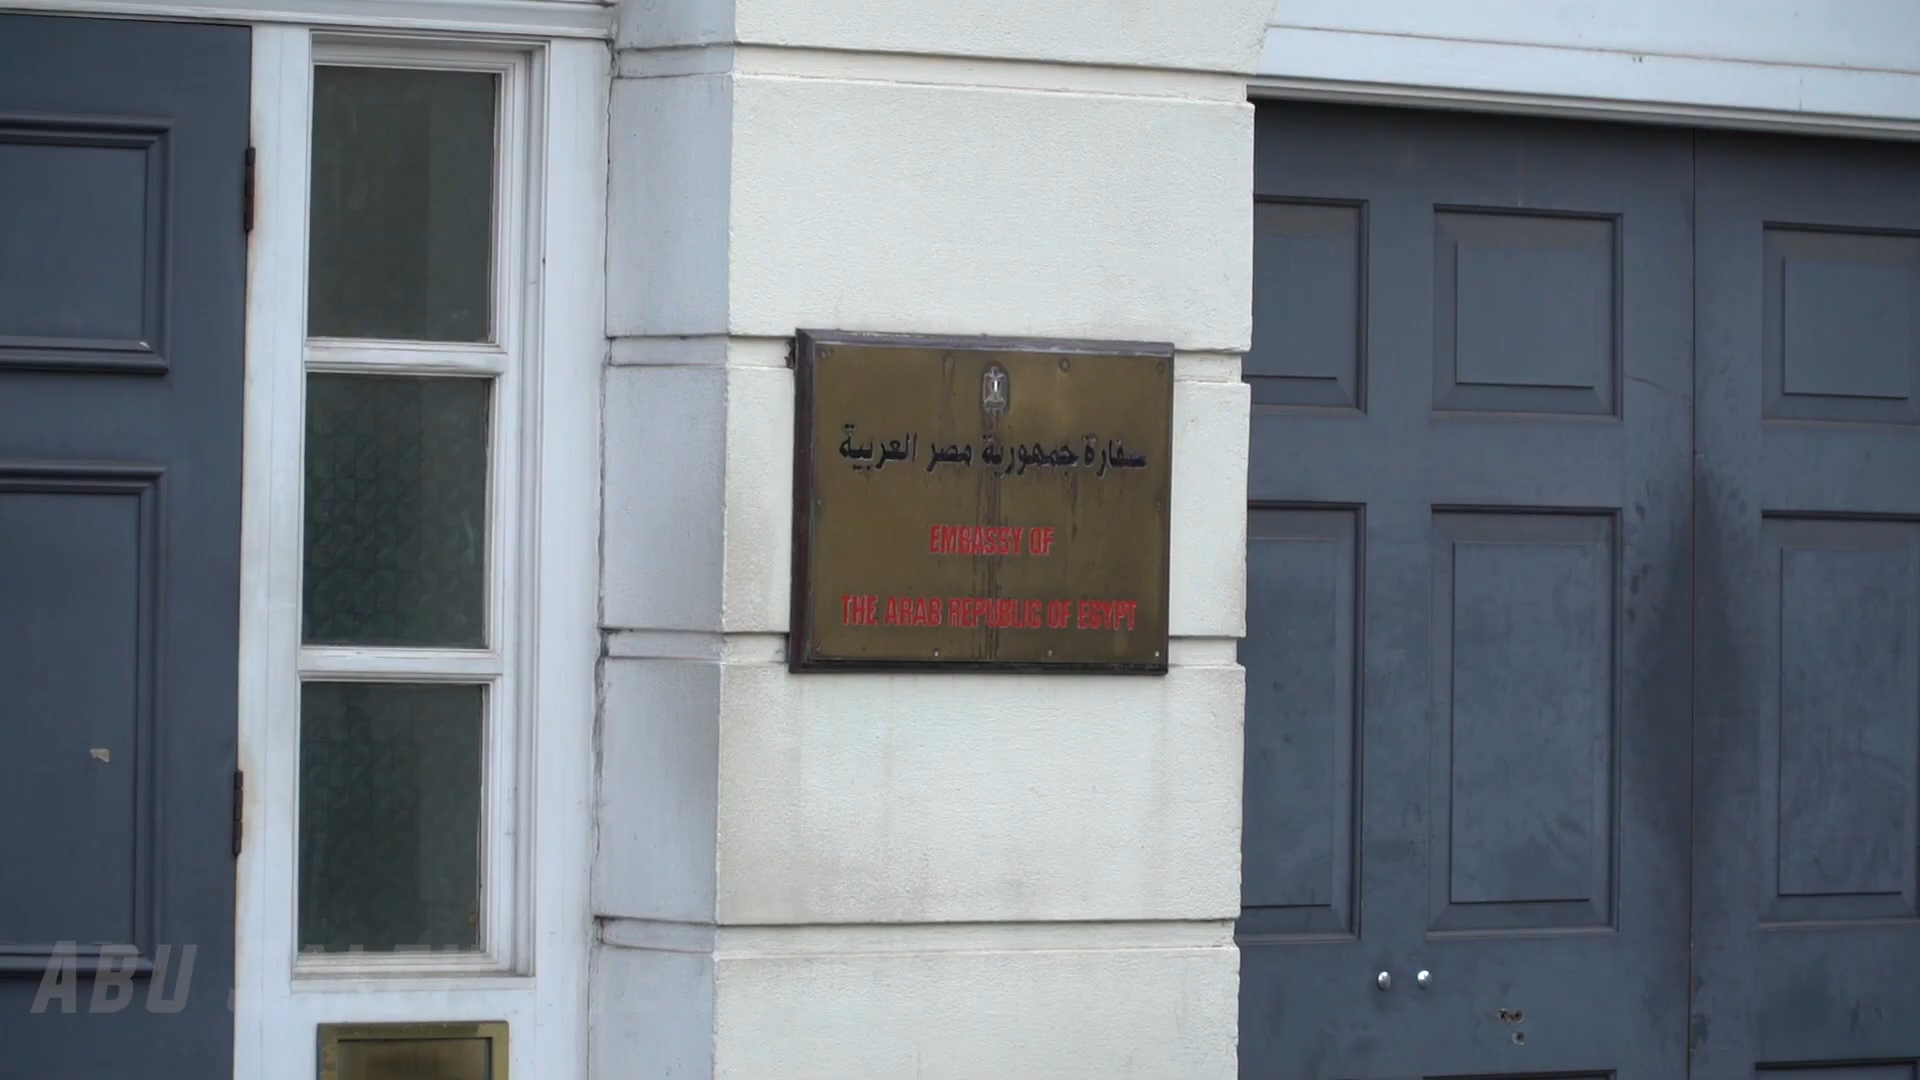 سفارة جمهورية مصر العربية
EMBASSY OF
THE ARAB REPUBLIC OF EGYPT
ABU